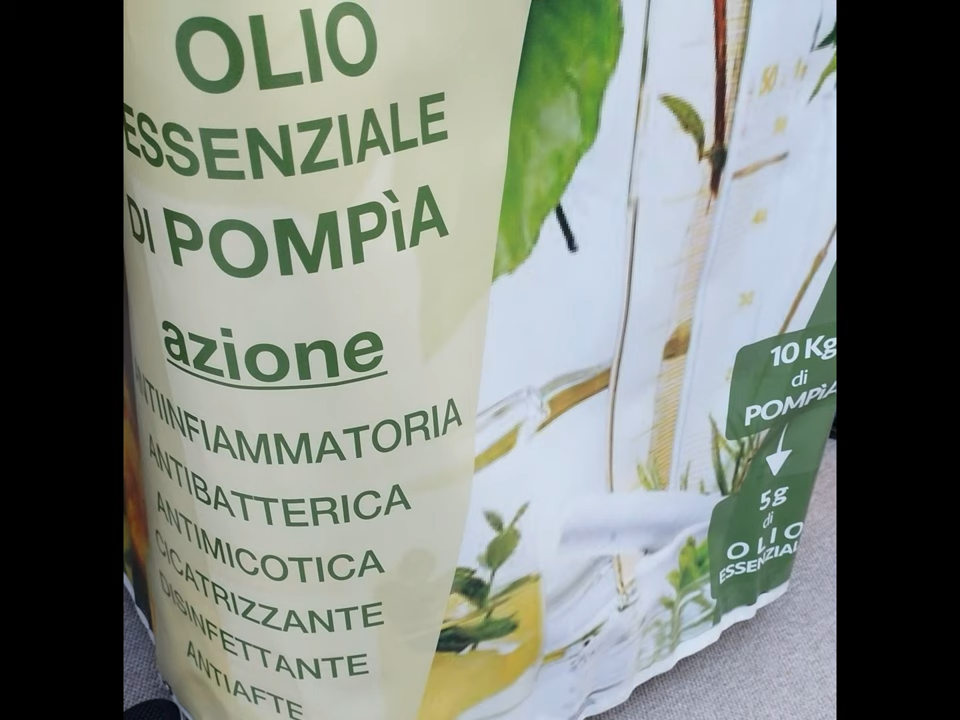 OLIO
ESSENZIALE
DI POMPìA
azione
ANTIINFIAMMATORIA
ANTIBATTERICA
ANTIMICOTICA
CICATRIZZANTE
DISINFETTANTE
ANTIAFTE
10 Kg
di
POMPìA
5g
di
OLIO
ESSENZIALE